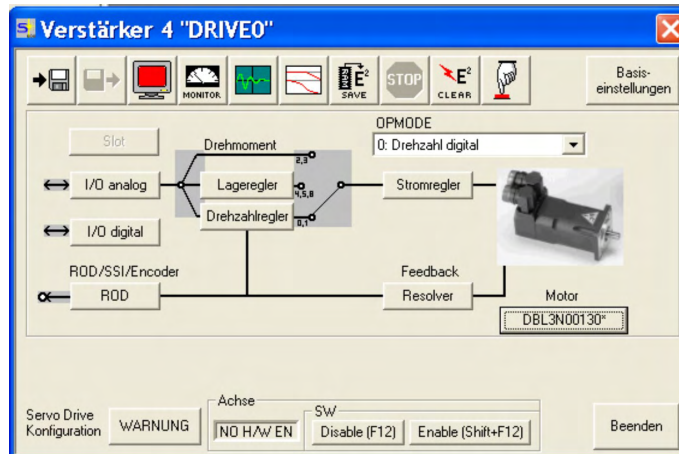 Verstärker 4 "DRIVE0"
MONITOR
E²
SAVE
STOP
E²
CLEAR
Basis-
einstellungen
OPMODE
Slot
Drehmoment
0: Drehzahl digital
2,3
I/O analog
Lageregler
4,5,8
Stromregler
Drehzahlregler
0,1
I/O digital
ROD/SSI/Encoder
Feedback
ROD
Resolver
Motor
DBL3N00130*
Achse
SW
Servo Drive
Konfiguration
WARNUNG
NO H/W EN
Disable (F12)
Enable (Shift+F12)
Beenden